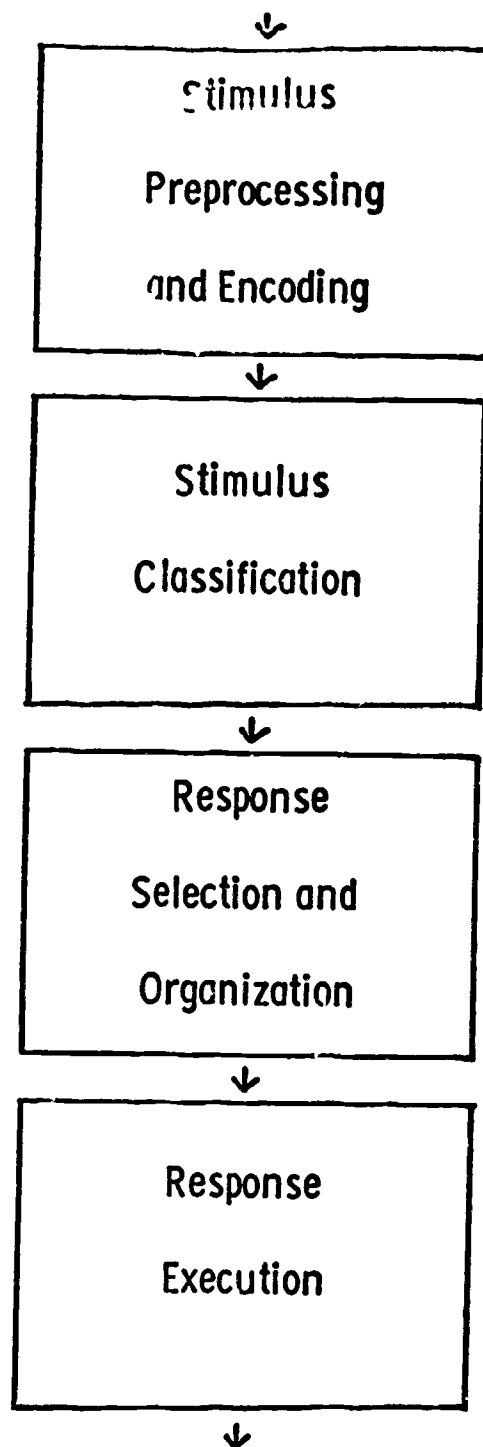 Stimulus
Preprocessing
and Encoding
Stimulus
Classification
Response
Selection and
Organization
Response
Execution